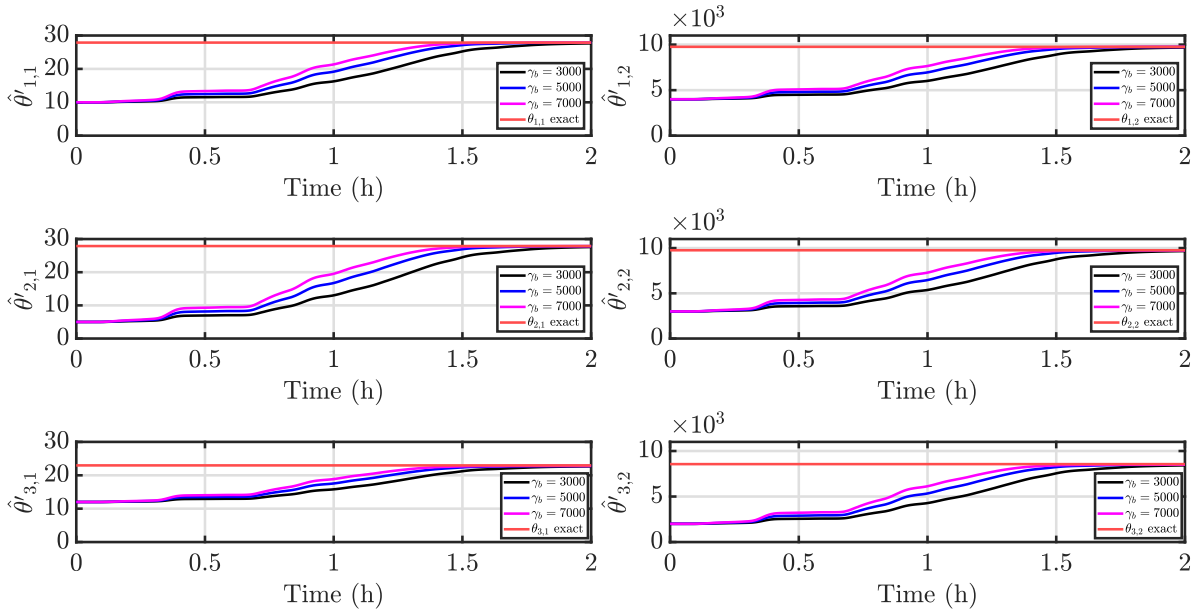 30
20
10
0
θ̂′1,1
γb = 3000
γb = 5000
γb = 7000
θ1,1 exact
0 0.5 1 1.5 2
Time (h)
×10³
10
5
0
θ̂′1,2
γb = 3000
γb = 5000
γb = 7000
θ1,2 exact
0 0.5 1 1.5 2
Time (h)
30
20
10
0
θ̂′2,1
γb = 3000
γb = 5000
γb = 7000
θ2,1 exact
0 0.5 1 1.5 2
Time (h)
×10³
10
5
0
θ̂′2,2
γb = 3000
γb = 5000
γb = 7000
θ2,2 exact
0 0.5 1 1.5 2
Time (h)
30
20
10
0
θ̂′3,1
γb = 3000
γb = 5000
γb = 7000
θ3,1 exact
0 0.5 1 1.5 2
Time (h)
×10³
10
5
0
θ̂′3,2
γb = 3000
γb = 5000
γb = 7000
θ3,2 exact
0 0.5 1 1.5 2
Time (h)